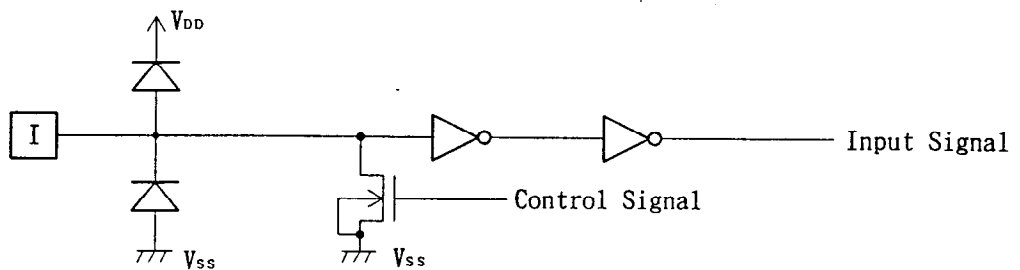 VDD
I
Input Signal
Control Signal
Vss
Vss